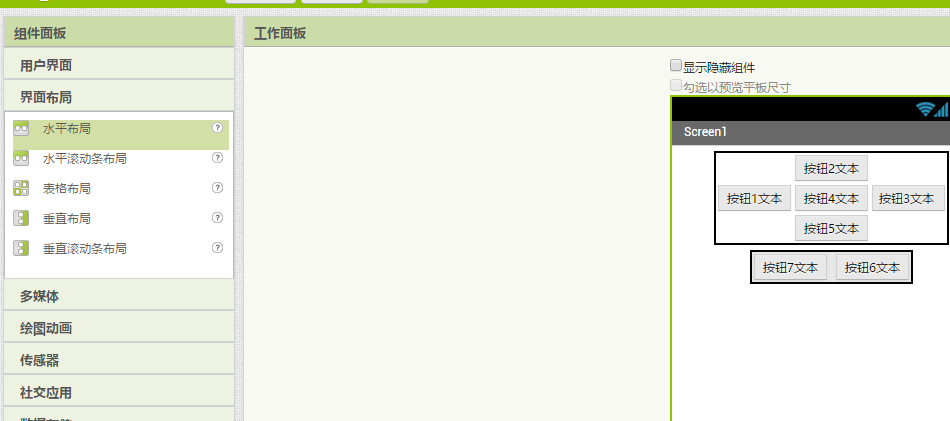 组件面板
用户界面
界面布局
水平布局
水平滚动条布局
表格布局
垂直布局
垂直滚动条布局
多媒体
绘图动画
传感器
社交应用
工作面板
显示隐藏组件
勾选以预览平板尺寸
Screen1
按钮2文本
按钮1文本 按钮4文本 按钮3文本
按钮5文本
按钮7文本 按钮6文本